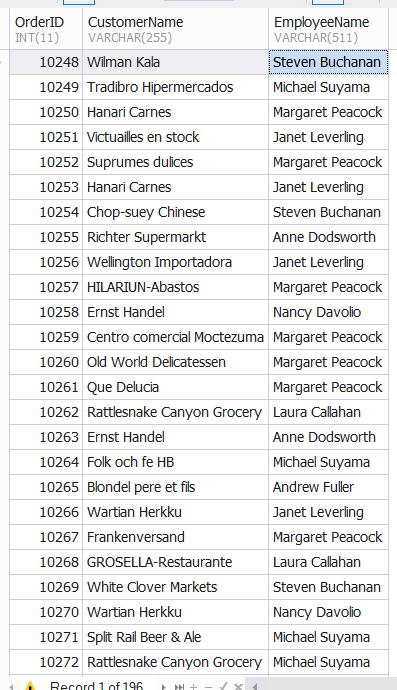 OrderID CustomerName EmployeeName
INT(11) VARCHAR(255) VARCHAR(511)
10248 Wilman Kala Steven Buchanan
10249 Tradibro Hipermercados Michael Suyama
10250 Hanari Carnes Margaret Peacock
10251 Victuailles en stock Janet Leverling
10252 Suprumes dulices Margaret Peacock
10253 Hanari Carnes Janet Leverling
10254 Chop-suey Chinese Steven Buchanan
10255 Richter Supermarkt Anne Dodsworth
10256 Wellington Importadora Janet Leverling
10257 HILARIUN-Abastos Margaret Peacock
10258 Ernst Handel Nancy Davolio
10259 Centro comercial Moctezuma Margaret Peacock
10260 Old World Delicatessen Margaret Peacock
10261 Que Delucia Margaret Peacock
10262 Rattlesnake Canyon Grocery Laura Callahan
10263 Ernst Handel Anne Dodsworth
10264 Folk och fe HB Michael Suyama
10265 Blondel pere et fils Andrew Fuller
10266 Wartian Herkku Janet Leverling
10267 Frankenversand Margaret Peacock
10268 GROSELLA-Restaurante Laura Callahan
10269 White Clover Markets Steven Buchanan
10270 Wartian Herkku Nancy Davolio
10271 Split Rail Beer & Ale Michael Suyama
10272 Rattlesnake Canyon Grocery Michael Suyama
Record 1 of 196